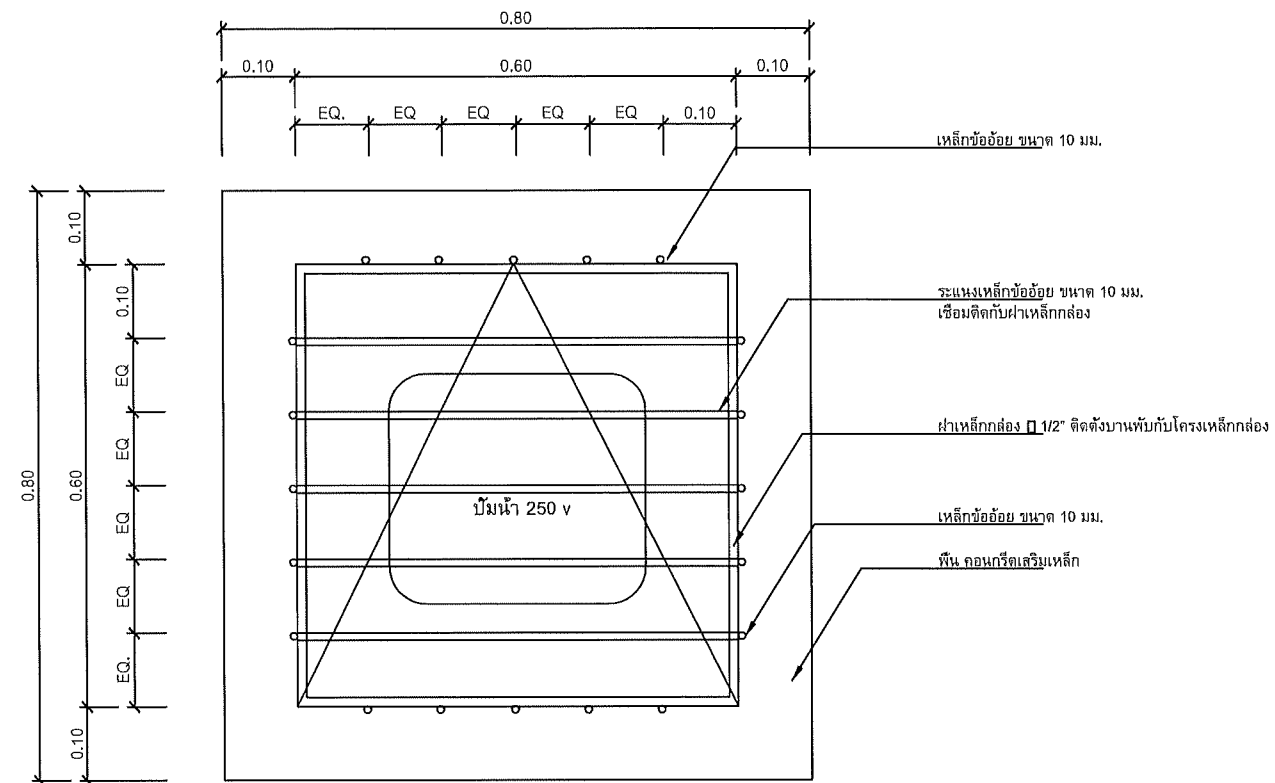 0.80
0.10 0.60 0.10
EQ. EQ EQ EQ EQ 0.10
เหล็กข้ออ้อย ขนาด 10 มม.
0.10
0.10
ระแนงเหล็กข้ออ้อย ขนาด 10 มม.
เชื่อมติดกับฝาเหล็กกล่อง
EQ
EQ
ฝาเหล็กกล่อง 1/2" ติดตั้งบานพับกับโครงเหล็กกล่อง
0.80
0.60
EQ
ปั๊มน้ำ 250 v
เหล็กข้ออ้อย ขนาด 10 มม.
พื้น คอนกรีตเสริมเหล็ก
EQ
EQ.
0.10